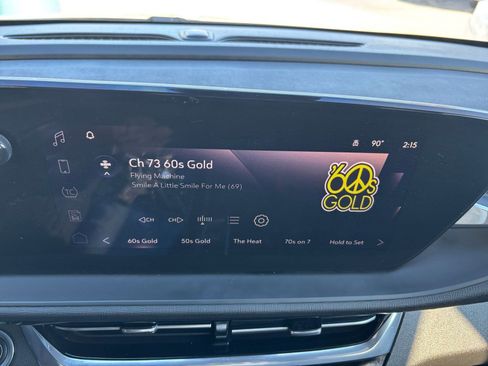 90°
2:15
Ch 73 60s Gold
Flying Machine
Smile A Little Smile For Me (69)
'60s
GOLD
TC
CH
CH
60s Gold
50s Gold
The Heat
70s on 7
Hold to Set